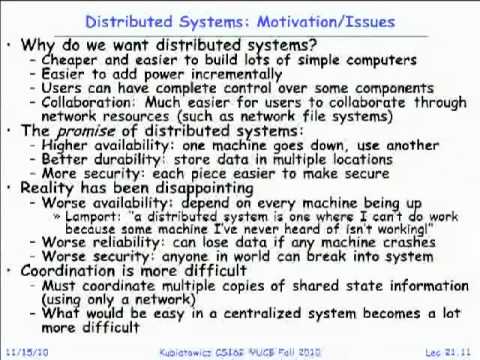 Distributed Systems: Motivation/Issues
• Why do we want distributed systems?
– Cheaper and easier to build lots of simple computers
– Easier to add power incrementally
– Users can have complete control over some components
– Collaboration: Much easier for users to collaborate through
network resources (such as network file systems)
• The promise of distributed systems:
– Higher availability: one machine goes down, use another
– Better durability: store data in multiple locations
– More security: each piece easier to make secure
• Reality has been disappointing
– Worse availability: depend on every machine being up
» Lamport: "a distributed system is one where I can't do work
because some machine I've never heard of isn't working!"
– Worse reliability: can lose data if any machine crashes
– Worse security: anyone in world can break into system
• Coordination is more difficult
– Must coordinate multiple copies of shared state information
(using only a network)
– What would be easy in a centralized system becomes a lot
more difficult
11/15/10 Kubiatowicz CS162 ©UCB Fall 2010 Lec 21.11